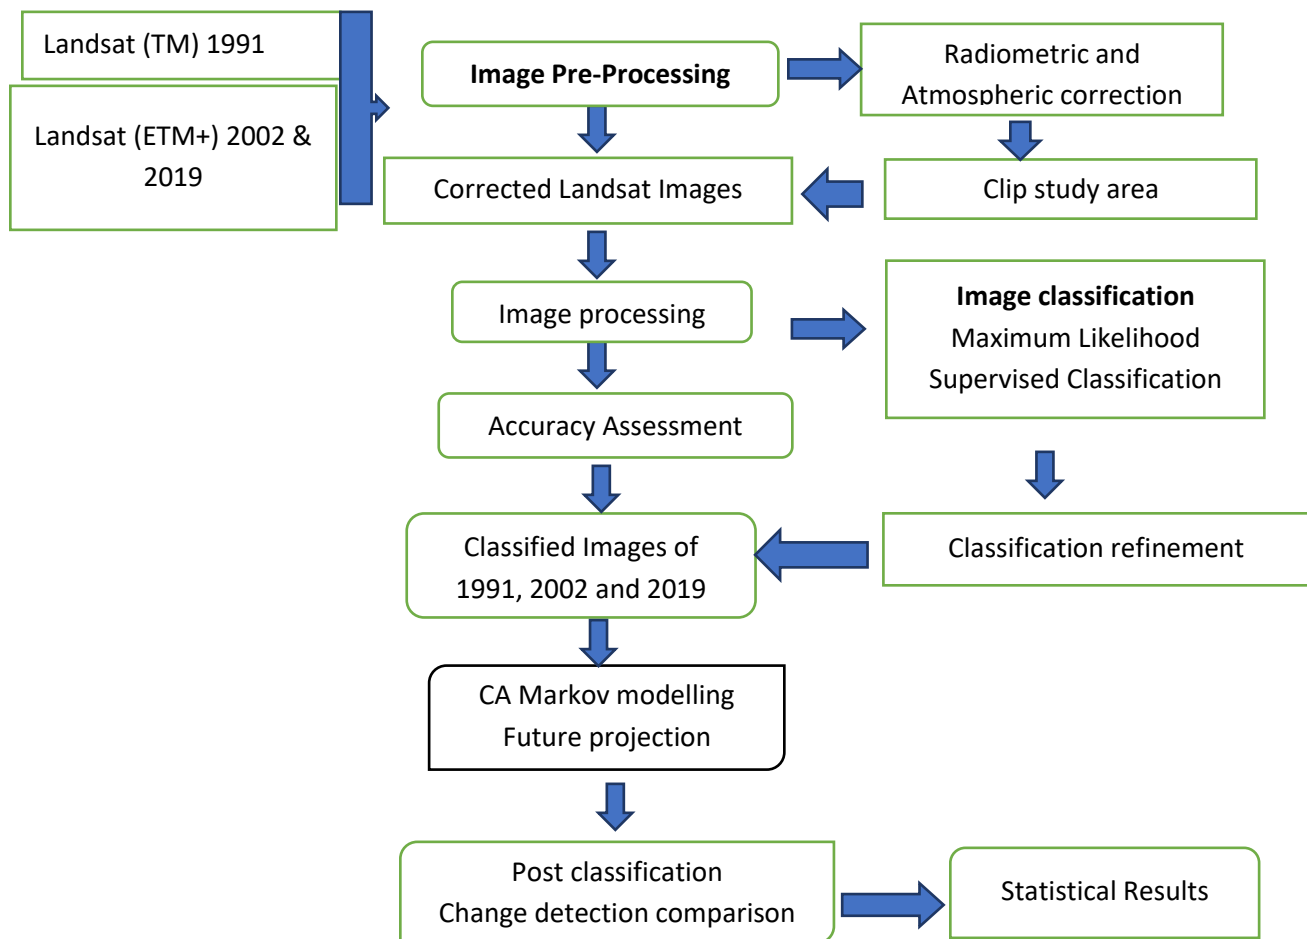 Landsat (TM) 1991
Landsat (ETM+) 2002 &
2019
Image Pre-Processing
Radiometric and
Atmospheric correction
Corrected Landsat Images
Clip study area
Image processing
Image classification
Maximum Likelihood
Supervised Classification
Accuracy Assessment
Classified Images of
1991, 2002 and 2019
Classification refinement
CA Markov modelling
Future projection
Post classification
Change detection comparison
Statistical Results